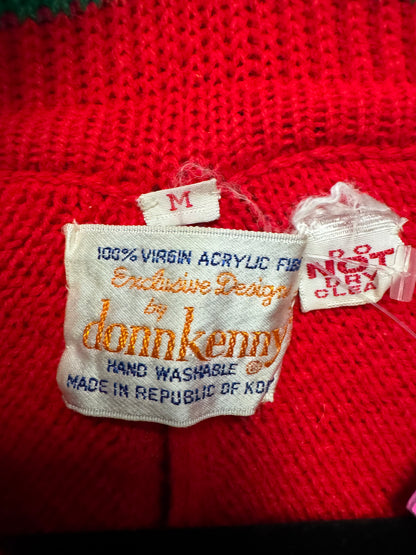 M
100% VIRGIN ACRYLIC FIB
Exclusive Design
by
donnkenny
HAND WASHABLE ®
MADE IN REPUBLIC OF KOR
DO
NOT
DRY
CLEA